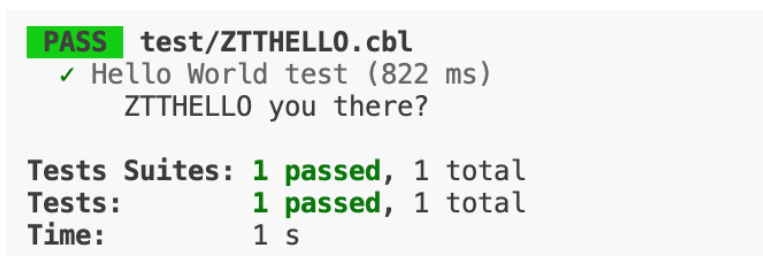 PASS test/ZTTHELLO.cbl
✓ Hello World test (822 ms)
ZTTHELLO you there?
Tests Suites: 1 passed, 1 total
Tests: 1 passed, 1 total
Time: 1 s